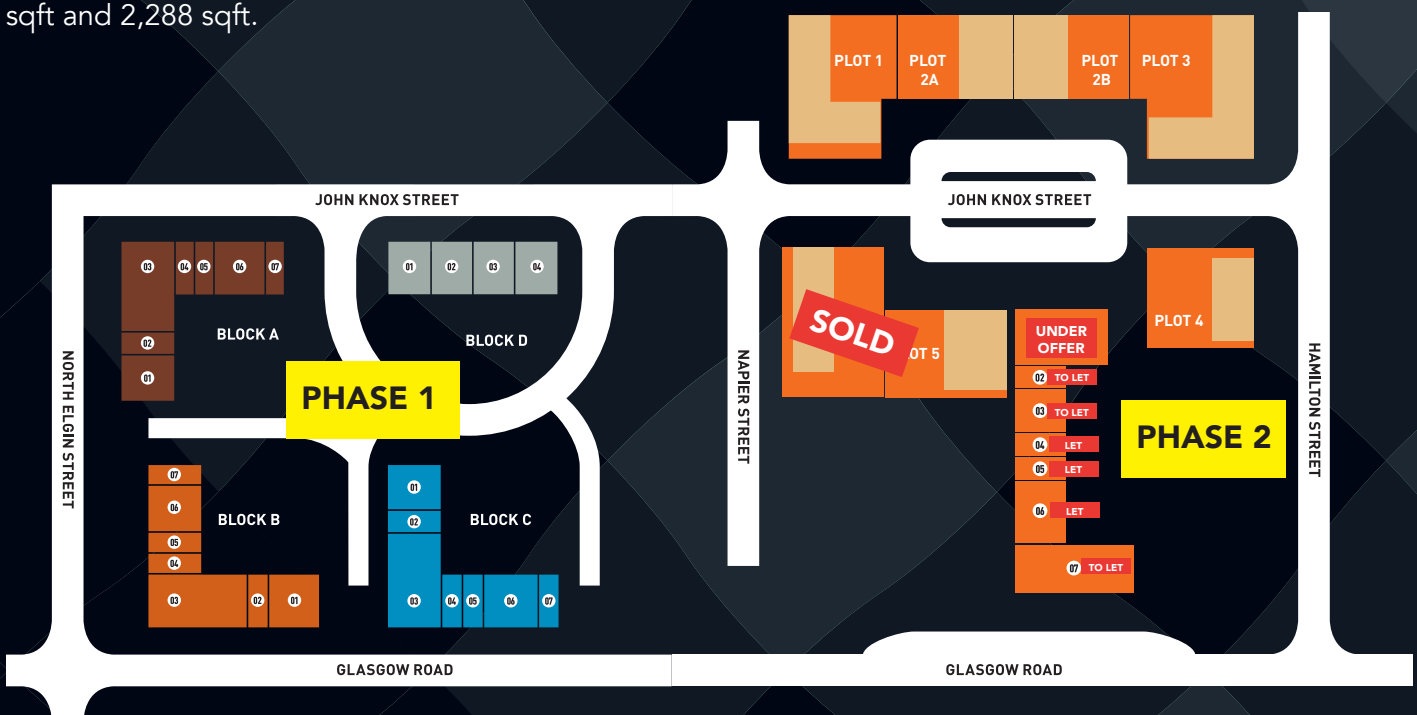 sqft and 2,288 sqft.
PLOT 1
PLOT
2A
PLOT
2B
PLOT 3
JOHN KNOX STREET
JOHN KNOX STREET
03
04
05
06
07
02
01
BLOCK A
01
02
03
04
BLOCK D
PHASE 1
NORTH ELGIN STREET
07
06
05
04
03
02
01
BLOCK B
01
02
03
04
05
06
07
BLOCK C
NAPIER STREET
SOLD
OT 5
UNDER
OFFER
02 TO LET
03 TO LET
04 LET
05 LET
06 LET
07 TO LET
PLOT 4
PHASE 2
HAMILTON STREET
GLASGOW ROAD
GLASGOW ROAD